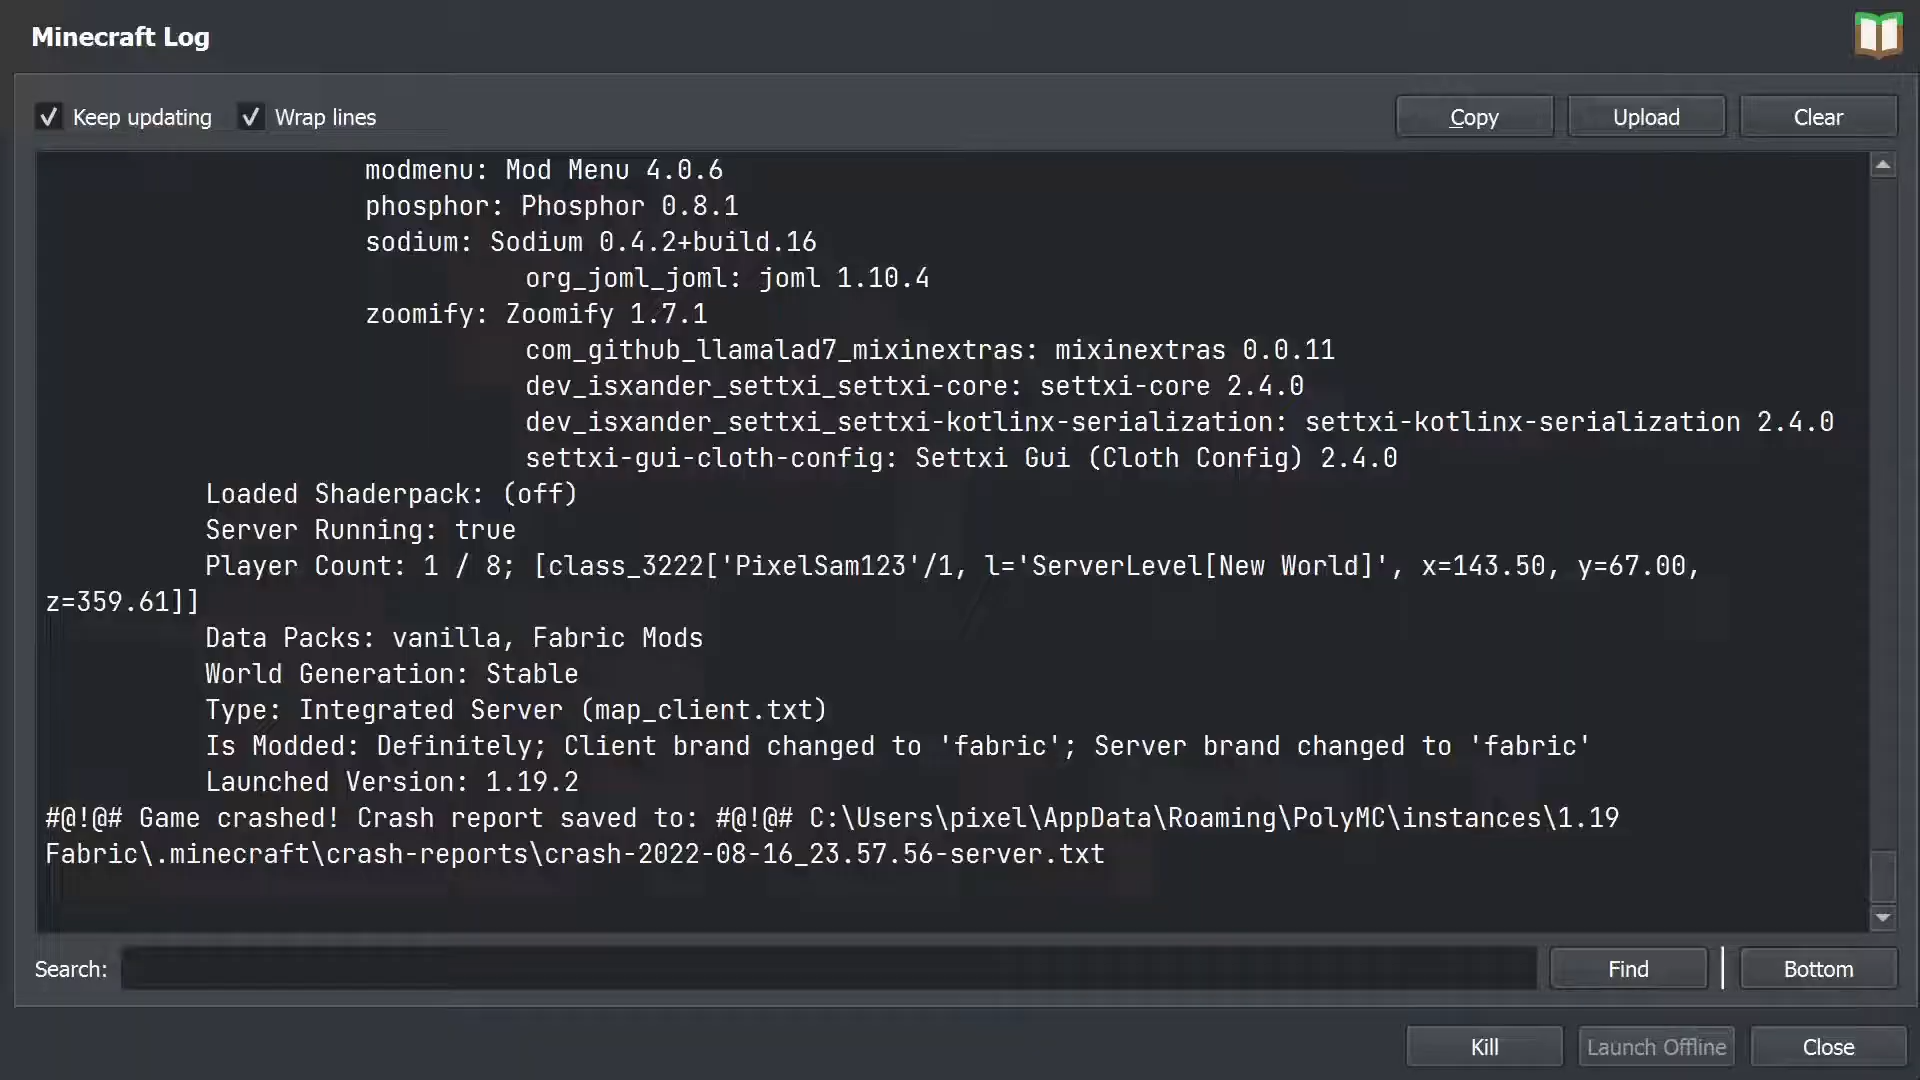 Minecraft Log
Keep updating
Wrap lines
Copy
Upload
Clear
modmenu: Mod Menu 4.0.6
phosphor: Phosphor 0.8.1
sodium: Sodium 0.4.2+build.16
org_joml_joml: joml 1.10.4
zoomify: Zoomify 1.7.1
com_github_llamalad7_mixinextras: mixinextras 0.0.11
dev_isxander_settxi_settxi-core: settxi-core 2.4.0
dev_isxander_settxi_settxi-kotlinx-serialization: settxi-kotlinx-serialization 2.4.0
settxi-gui-cloth-config: Settxi Gui (Cloth Config) 2.4.0
Loaded Shaderpack: (off)
Server Running: true
Player Count: 1 / 8; [class_3222['PixelSam123'/1, l='ServerLevel[New World]', x=143.50, y=67.00,
z=359.61]]
Data Packs: vanilla, Fabric Mods
World Generation: Stable
Type: Integrated Server (map_client.txt)
Is Modded: Definitely; Client brand changed to 'fabric'; Server brand changed to 'fabric'
Launched Version: 1.19.2
#@!@# Game crashed! Crash report saved to: #@!@# C:\Users\pixel\AppData\Roaming\PolyMC\instances\1.19
Fabric\.minecraft\crash-reports\crash-2022-08-16_23.57.56-server.txt
Search:
Find
Bottom
Kill
Launch Offline
Close